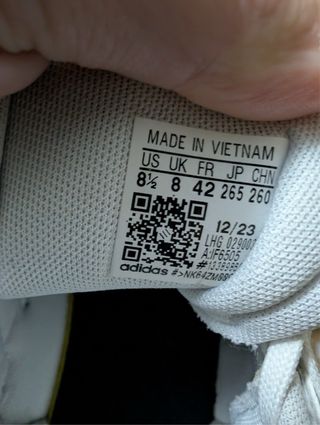 MADE IN VIETNAM
US UK FR JP CHN
8½ 8 42 265 260
12/23
LHG 029007
adidas